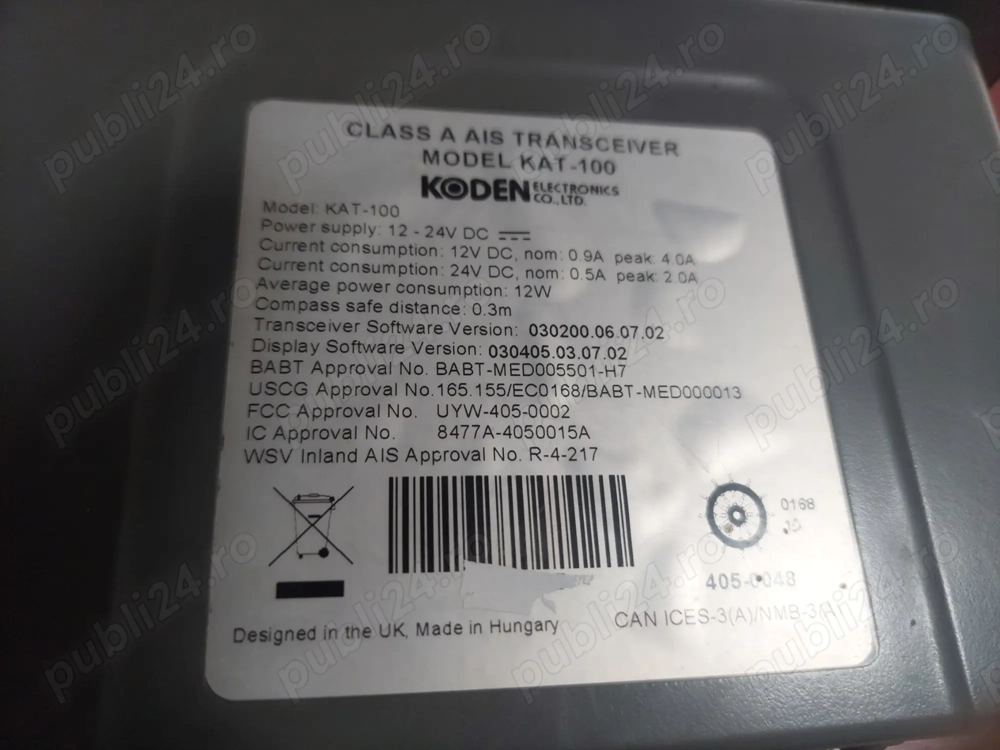 CLASS A AIS TRANSCEIVER
MODEL KAT-100
KODEN ELECTRONICS CO., LTD.
Model: KAT-100
Power supply: 12 - 24V DC
Current consumption: 12V DC, nom: 0.9A peak: 4.0A
Current consumption: 24V DC, nom: 0.5A peak: 2.0A
Average power consumption: 12W
Compass safe distance: 0.3m
Transceiver Software Version: 030200.06.07.02
Display Software Version: 030405.03.07.02
BABT Approval No. BABT-MED005501-H7
USCG Approval No. 165.155/EC0168/BABT-MED000013
FCC Approval No. UYW-405-0002
IC Approval No. 8477A-4050015A
WSV Inland AIS Approval No. R-4-217
0168
405-0048
CAN ICES-3(A)/NMB-3(A)
Designed in the UK, Made in Hungary
publi24.ro